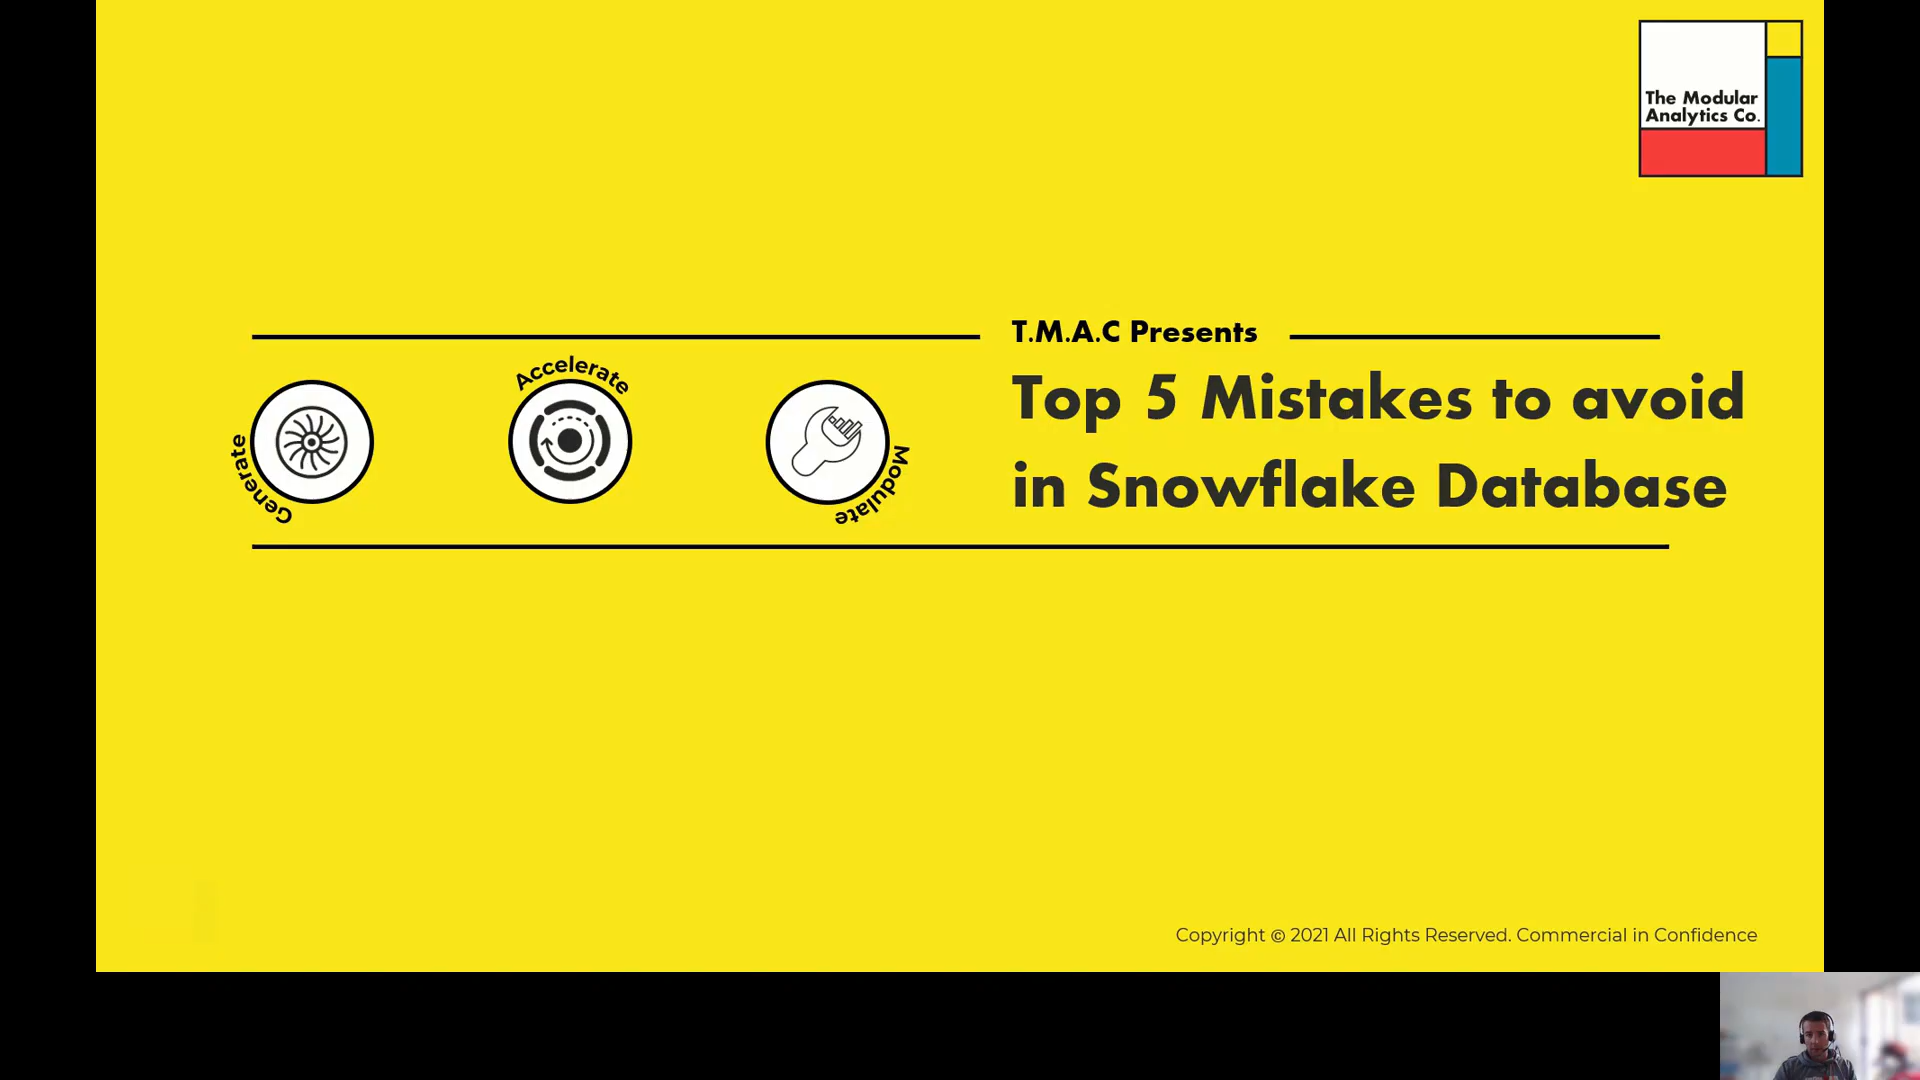 The Modular
Analytics Co.
T.M.A.C Presents
Top 5 Mistakes to avoid
in Snowflake Database
Generate
Accelerate
Modulate
Copyright © 2021 All Rights Reserved. Commercial in Confidence